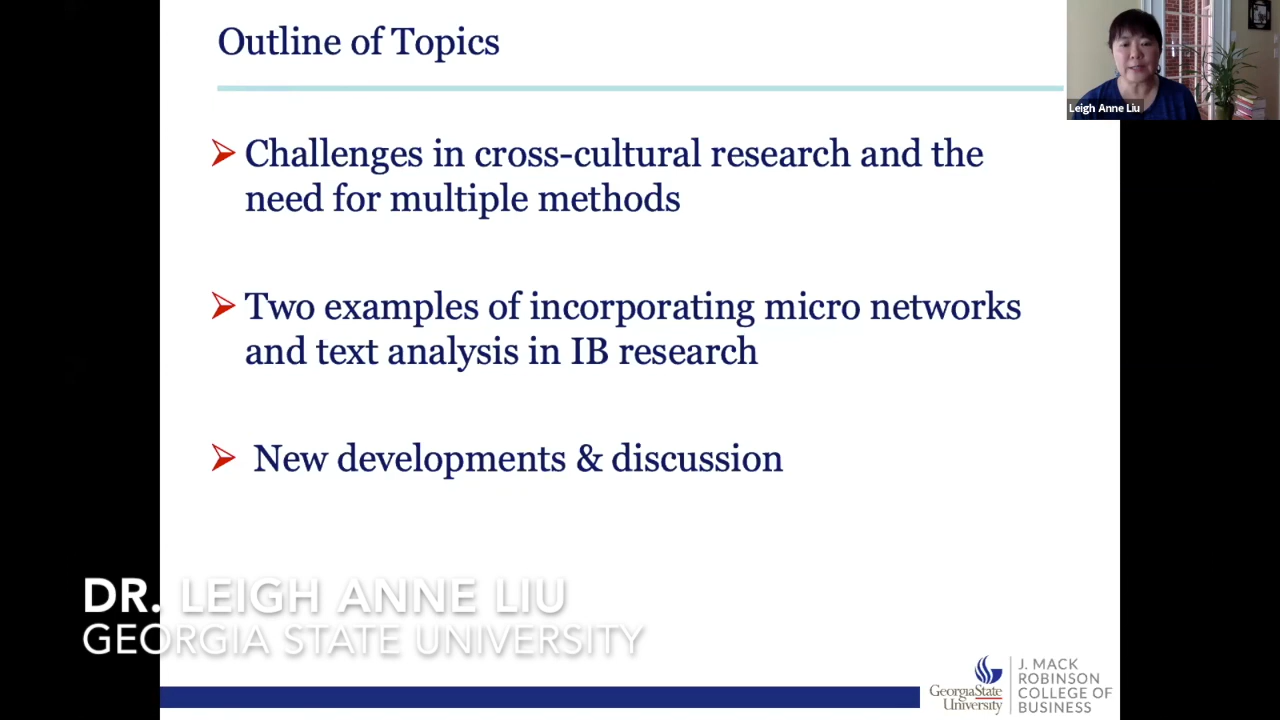 Outline of Topics
Leigh Anne Liu
Challenges in cross-cultural research and the
need for multiple methods
Two examples of incorporating micro networks
and text analysis in IB research
New developments & discussion
DR. LEIGH ANNE LIU
GEORGIA STATE UNIVERSITY
GeorgiaState
University
J. MACK
ROBINSON
COLLEGE OF
BUSINESS